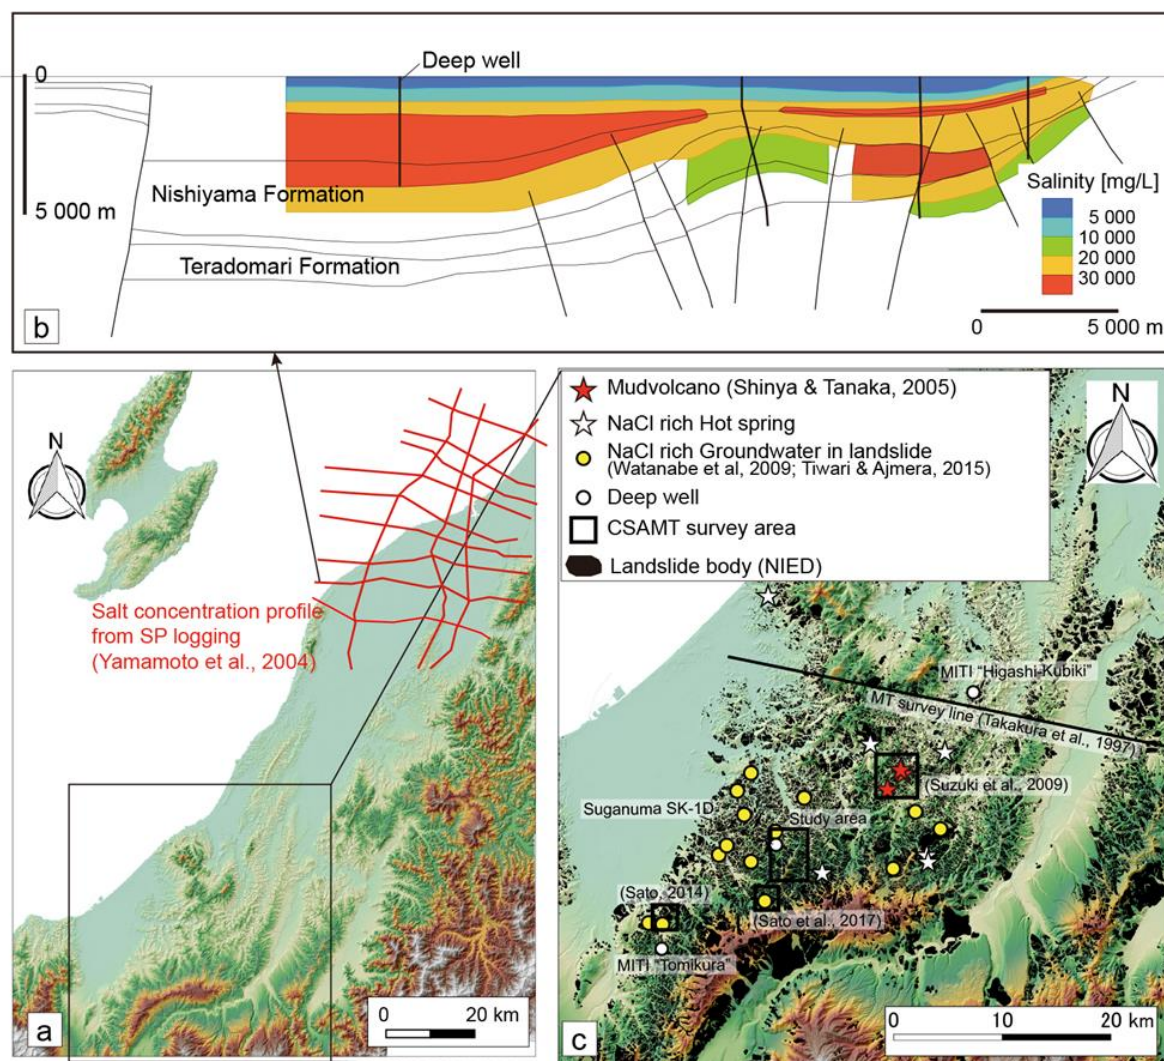 Deep well
0
Nishiyama Formation
5 000 m
Teradomari Formation
Salinity [mg/L]
5 000
10 000
20 000
30 000
0 5 000 m
b
N
Salt concentration profile
from SP logging
(Yamamoto et al., 2004)
0 20 km
a
Mudvolcano (Shinya & Tanaka, 2005)
NaCl rich Hot spring
NaCl rich Groundwater in landslide
(Watanabe et al, 2009; Tiwari & Ajmera, 2015)
Deep well
CSAMT survey area
Landslide body (NIED)
N
MITI "Higashi-Kubiki"
MT survey line (Takakura et al., 1997)
(Suzuki et al., 2009)
Suganuma SK-1D
Study area
(Sato, 2014)
(Sato et al., 2017)
MITI "Tomikura"
0 10 20 km
c